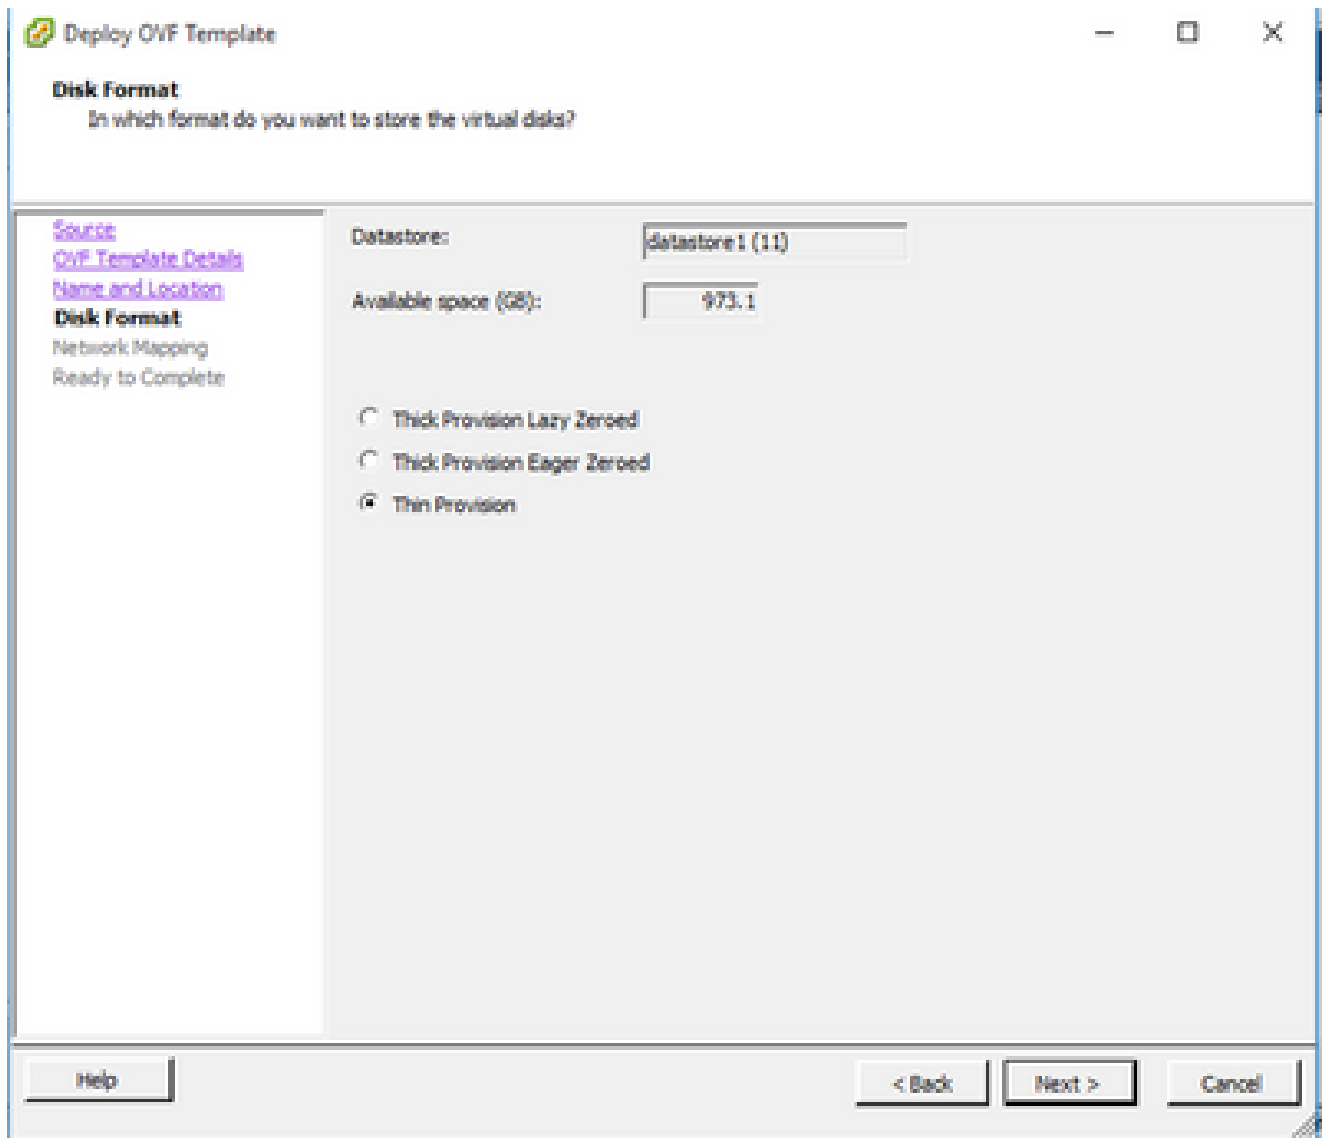 Deploy OVF Template
Disk Format
In which format do you want to store the virtual disks?
Source
OVF Template Details
Name and Location
Disk Format
Network Mapping
Ready to Complete
Datastore:
datastore1 (11)
Available space (GB):
973.1
Thick Provision Lazy Zeroed
Thick Provision Eager Zeroed
Thin Provision
Help
< Back
Next >
Cancel